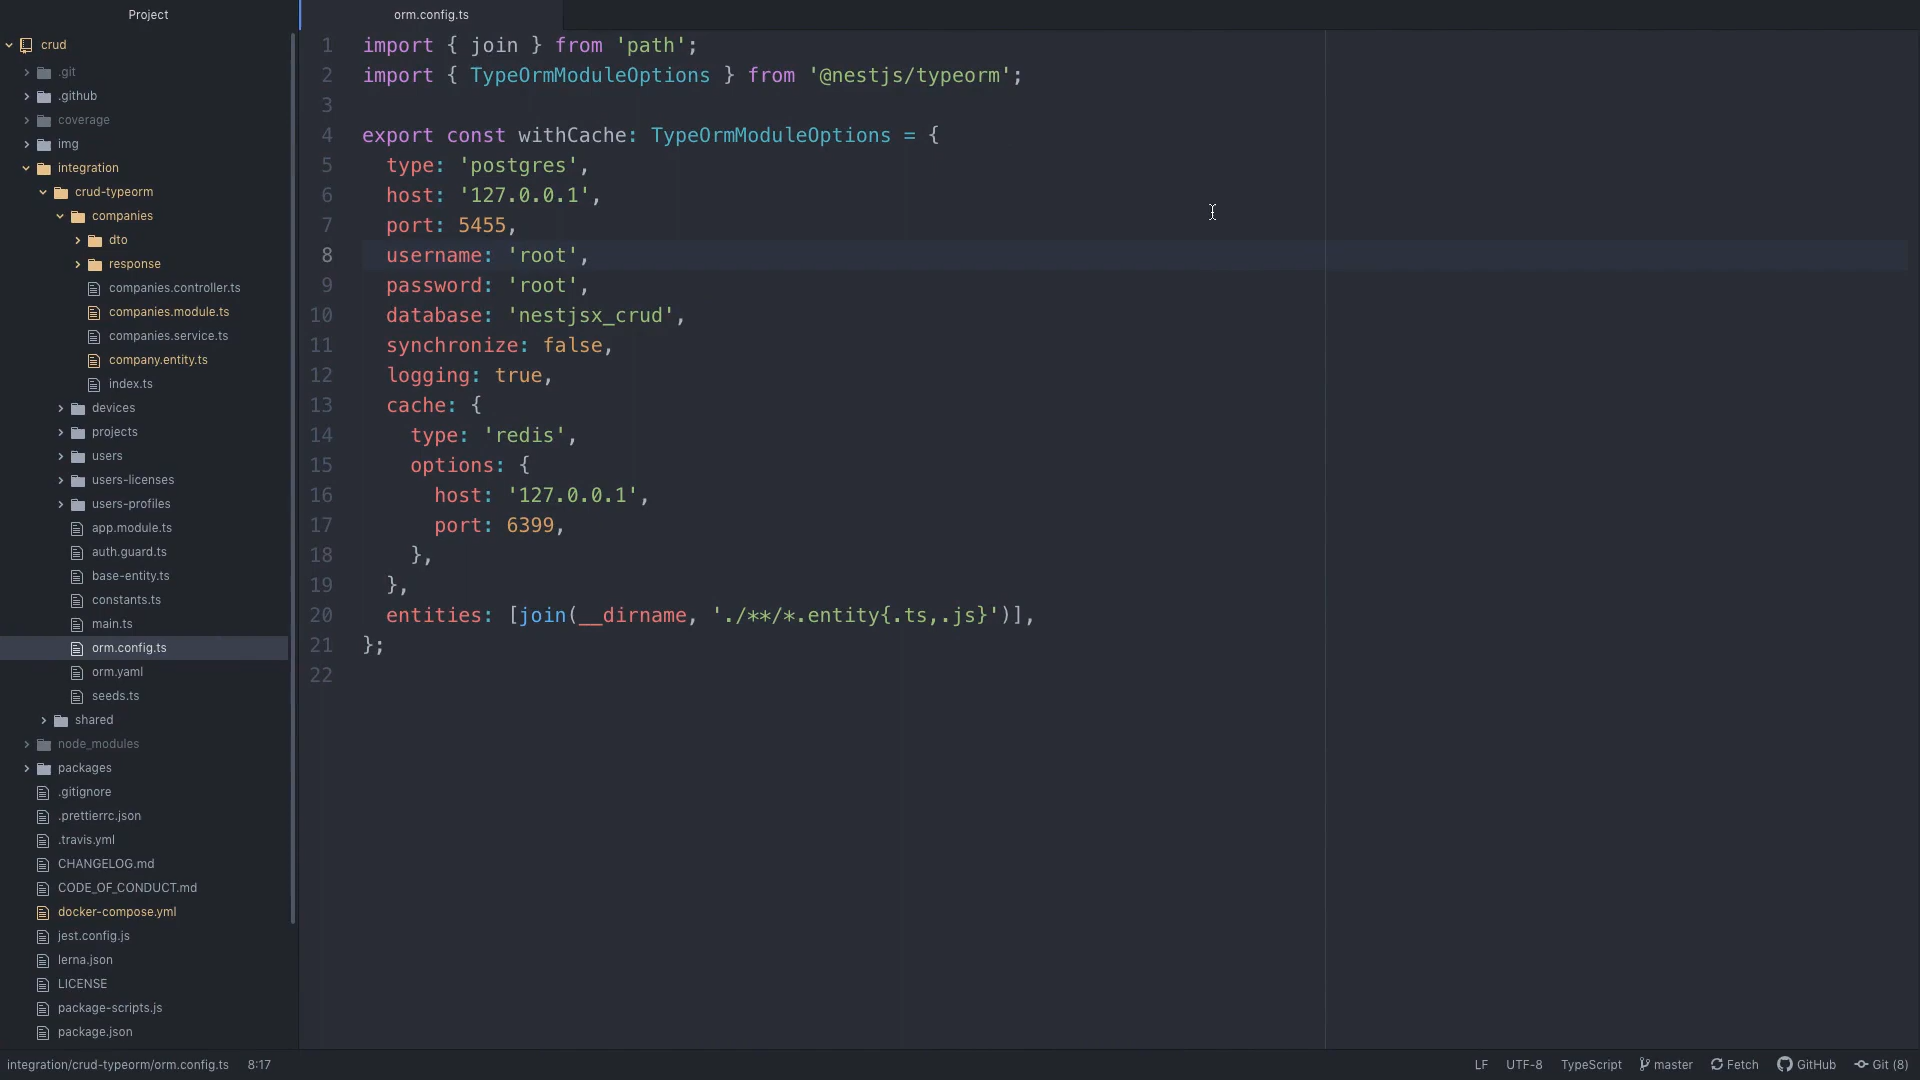 Project
crud
.git
.github
coverage
img
integration
crud-typeorm
companies
dto
response
companies.controller.ts
companies.module.ts
companies.service.ts
company.entity.ts
index.ts
devices
projects
users
users-licenses
users-profiles
app.module.ts
auth.guard.ts
base-entity.ts
constants.ts
main.ts
orm.config.ts
orm.yaml
seeds.ts
shared
node_modules
packages
.gitignore
.prettierrc.json
.travis.yml
CHANGELOG.md
CODE_OF_CONDUCT.md
docker-compose.yml
jest.config.js
lerna.json
LICENSE
package-scripts.js
package.json
orm.config.ts
1 import { join } from 'path';
2 import { TypeOrmModuleOptions } from '@nestjs/typeorm';
3
4 export const withCache: TypeOrmModuleOptions = {
5   type: 'postgres',
6   host: '127.0.0.1',
7   port: 5455,
8   username: 'root',
9   password: 'root',
10   database: 'nestjsx_crud',
11   synchronize: false,
12   logging: true,
13   cache: {
14     type: 'redis',
15     options: {
16       host: '127.0.0.1',
17       port: 6399,
18     },
19   },
20   entities: [join(__dirname, './**/*.entity{.ts,.js}')],
21 };
22
integration/crud-typeorm/orm.config.ts 8:17 LF UTF-8 TypeScript master Fetch GitHub Git (8)